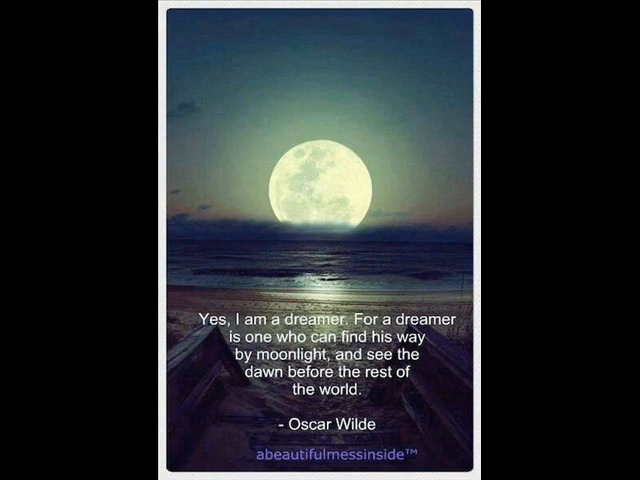 Yes, I am a dreamer. For a dreamer
is one who can find his way
by moonlight, and see the
dawn before the rest of
the world.
- Oscar Wilde
abeautifulmessinside™